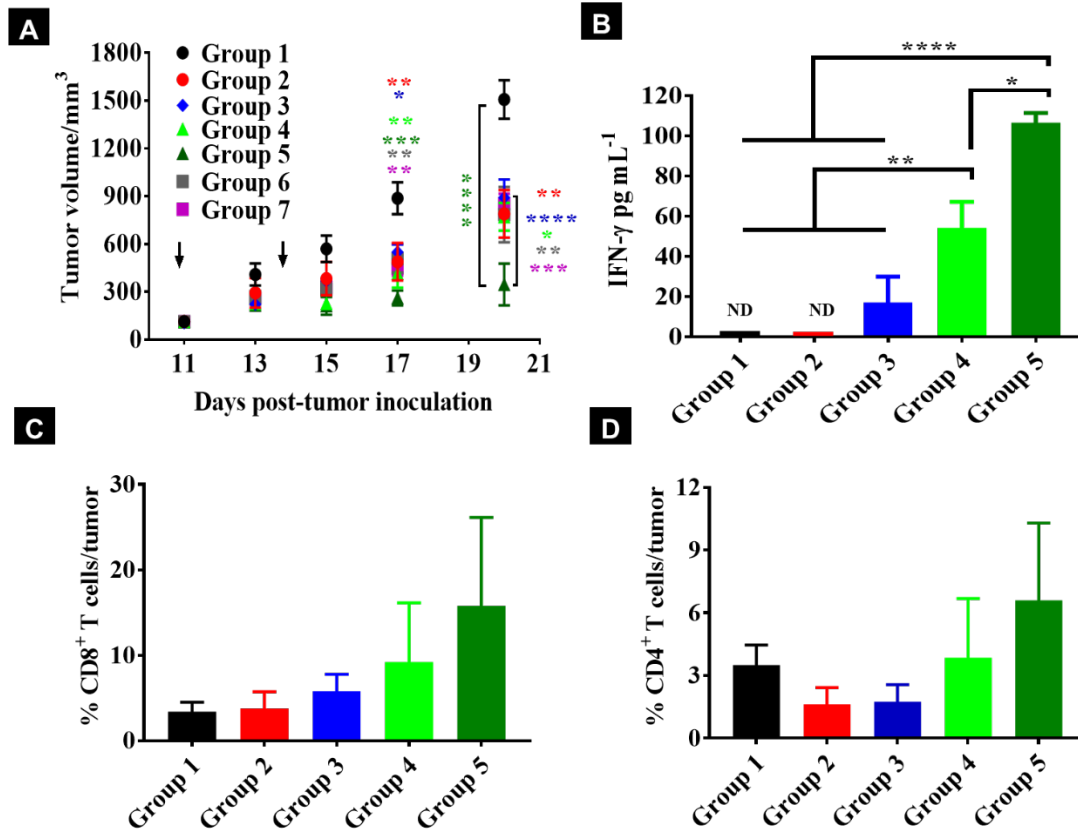 A
Tumor volume/mm³
1800
1500
1200
900
600
300
0
Group 1
Group 2
Group 3
Group 4
Group 5
Group 6
Group 7
**
*
**
***
**
**
****
**
****
*
**
***
11
13
15
17
19
21
Days post-tumor inoculation
B
IFN-γ pg mL⁻¹
120
100
80
60
40
20
0
****
*
**
ND
ND
Group 1
Group 2
Group 3
Group 4
Group 5
C
% CD8⁺ T cells/tumor
30
20
10
0
Group 1
Group 2
Group 3
Group 4
Group 5
D
% CD4⁺ T cells/tumor
12
9
6
3
0
Group 1
Group 2
Group 3
Group 4
Group 5